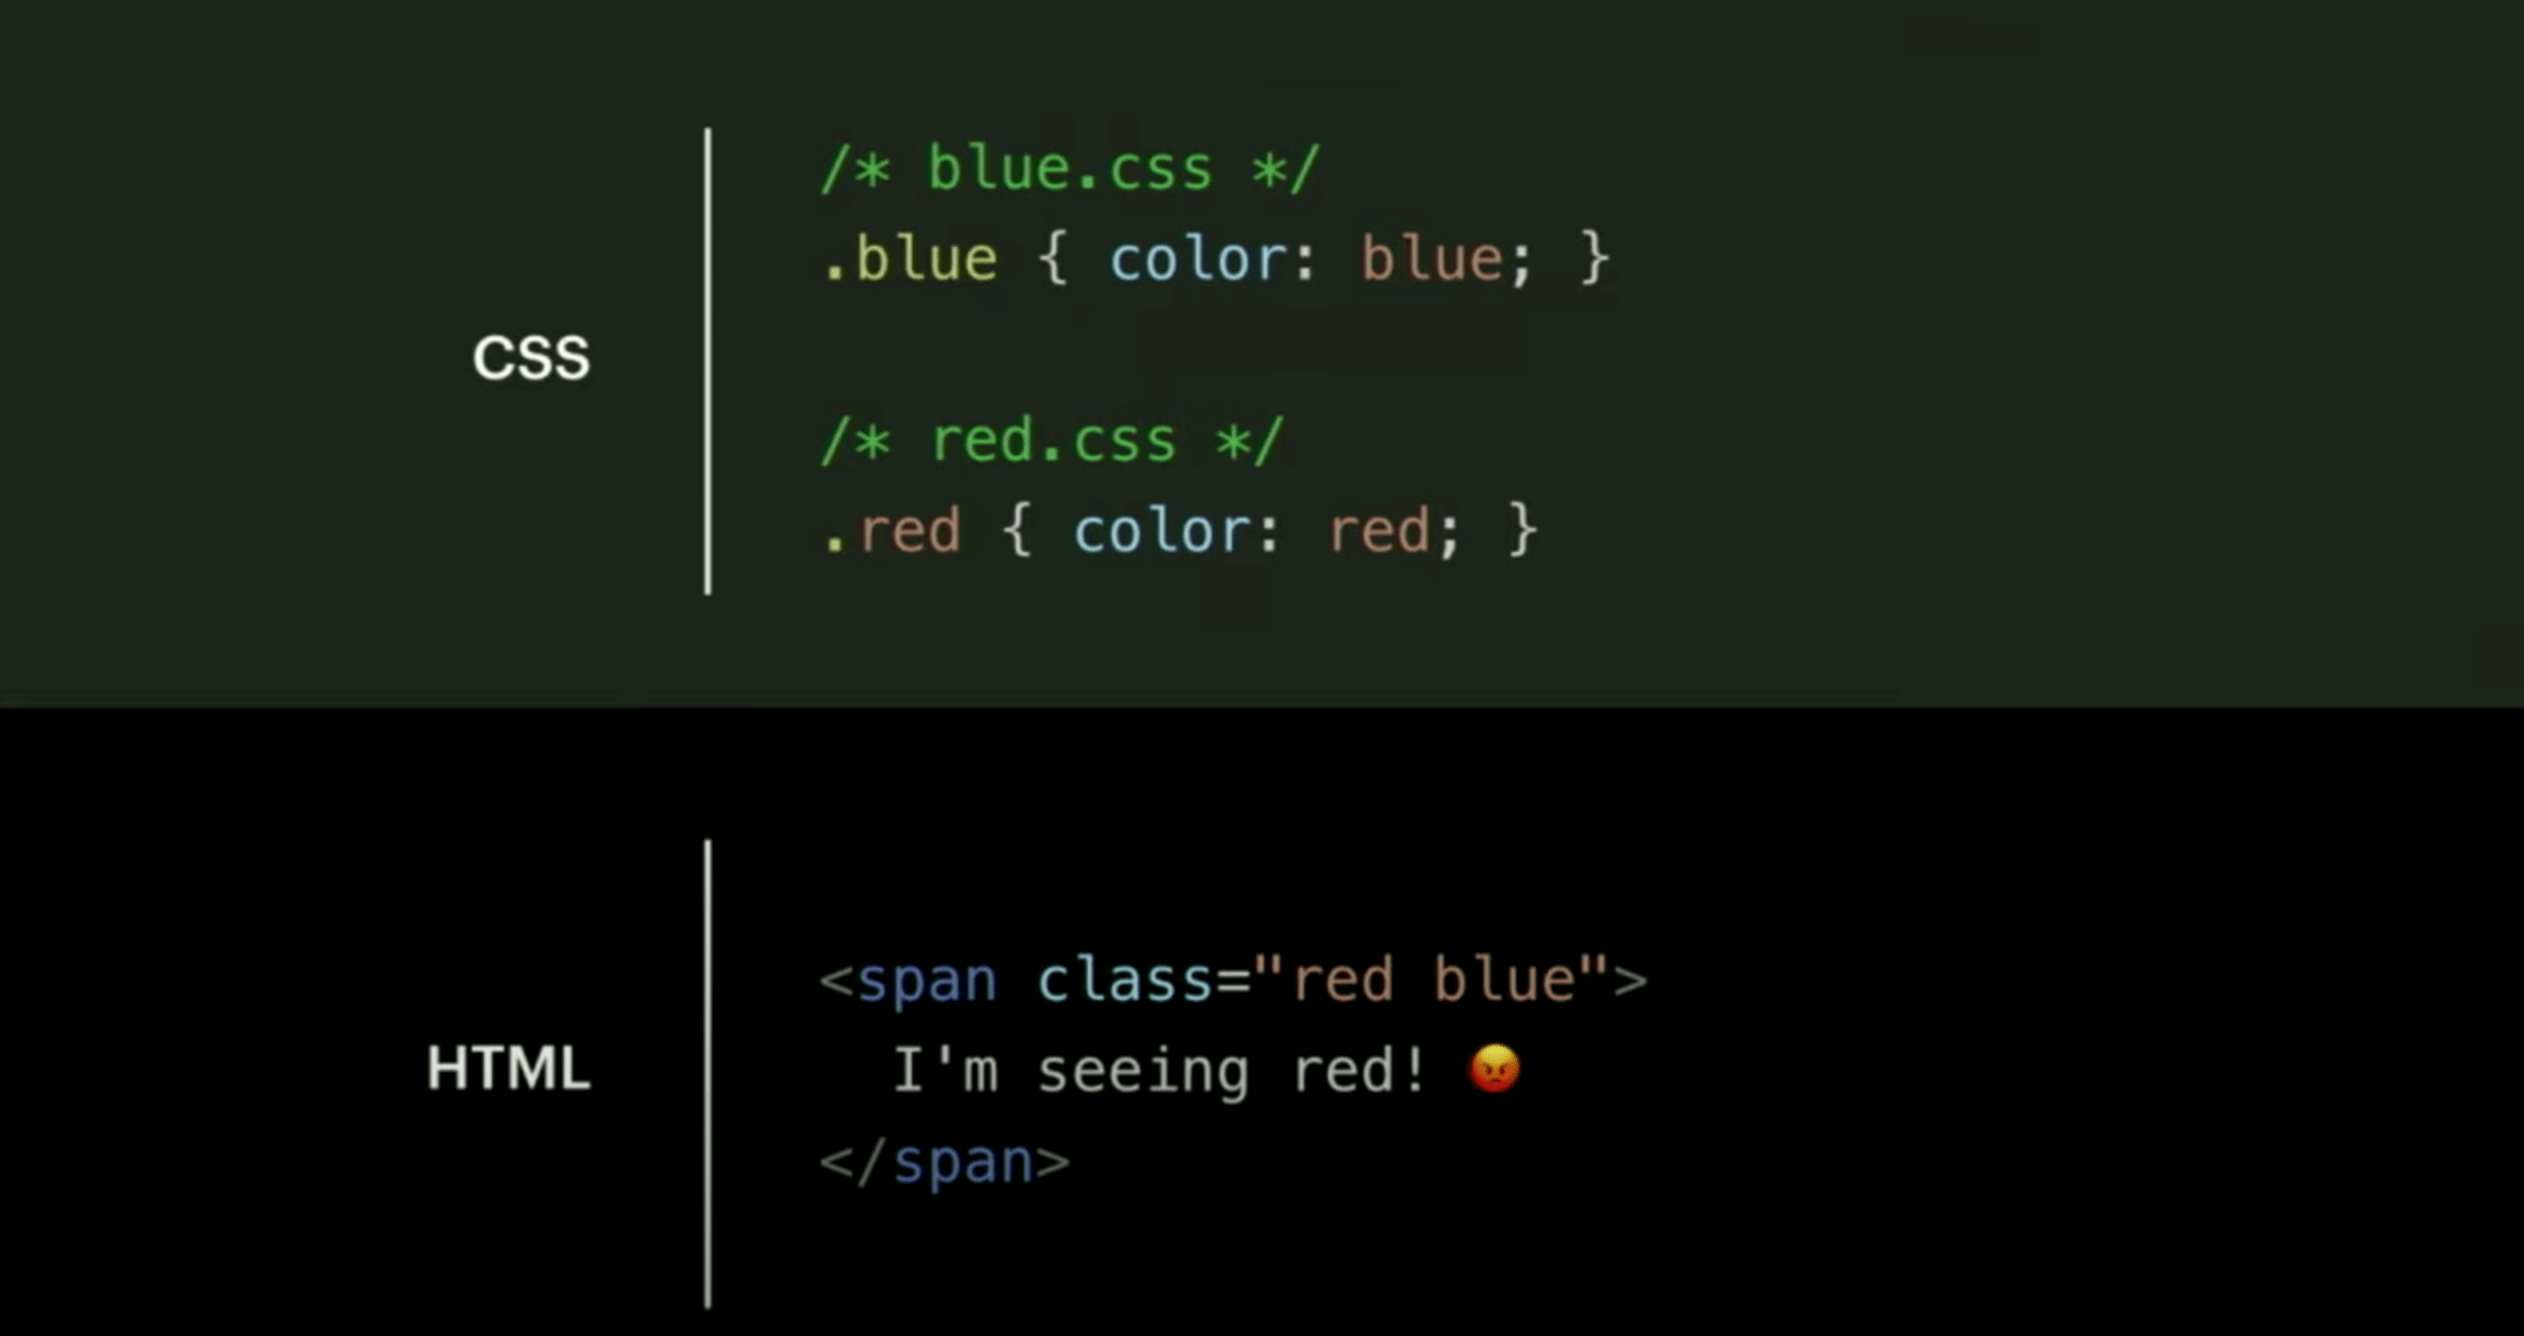 CSS
/* blue.css */
.blue { color: blue; }
/* red.css */
.red { color: red; }
HTML
<span class="red blue">
I'm seeing red! 😡
</span>